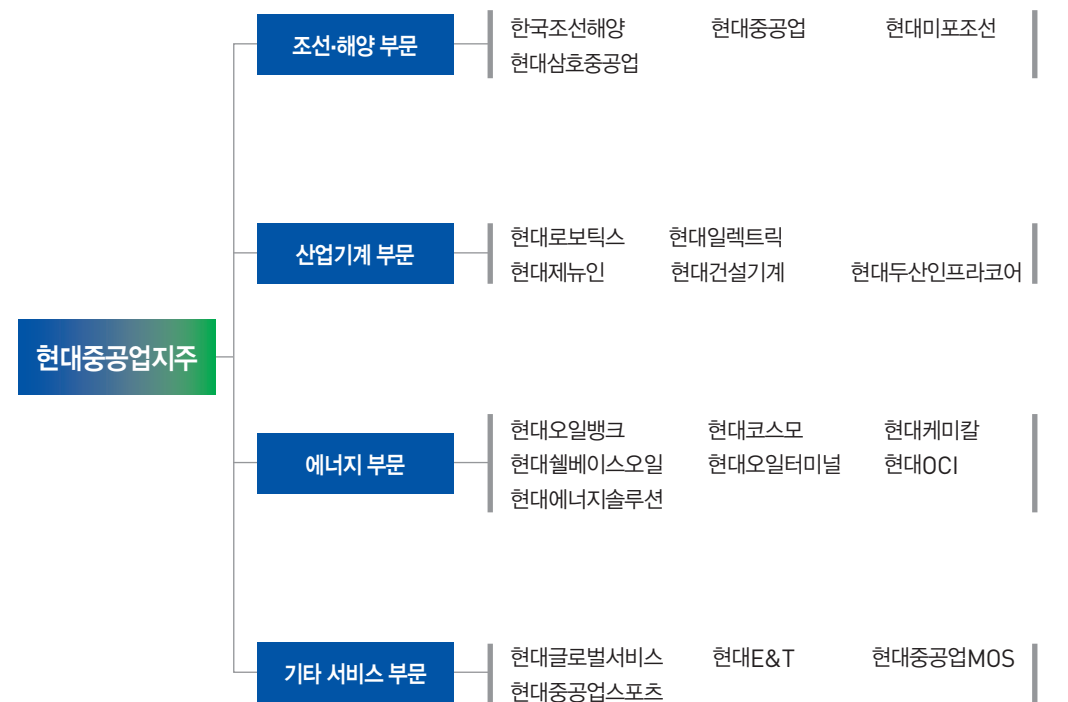 조선·해양 부문
한국조선해양 현대중공업 현대미포조선
현대삼호중공업
산업기계 부문
현대로보틱스 현대일렉트릭
현대제뉴인 현대건설기계 현대두산인프라코어
현대중공업지주
에너지 부문
현대오일뱅크 현대코스모 현대케미칼
현대쉘베이스오일 현대오일터미널 현대OCI
현대에너지솔루션
기타 서비스 부문
현대글로벌서비스 현대E&T 현대중공업MOS
현대중공업스포츠